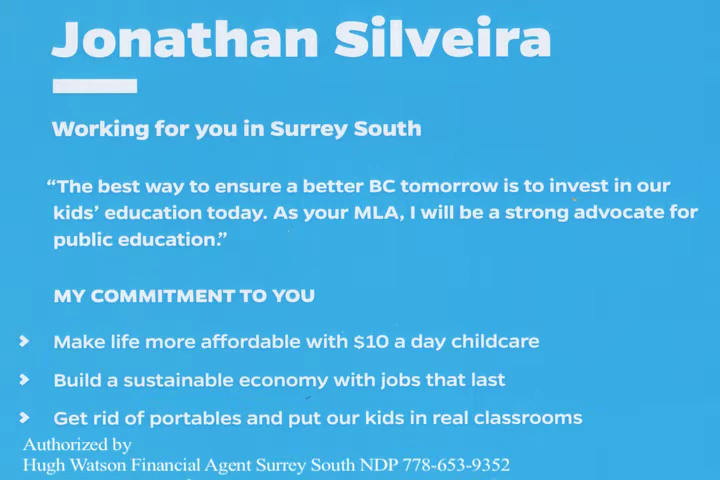 Jonathan Silveira
Working for you in Surrey South
“The best way to ensure a better BC tomorrow is to invest in our
kids’ education today. As your MLA, I will be a strong advocate for
public education.”
MY COMMITMENT TO YOU
Make life more affordable with $10 a day childcare
Build a sustainable economy with jobs that last
Get rid of portables and put our kids in real classrooms
Authorized by
Hugh Watson Financial Agent Surrey South NDP 778-653-9352